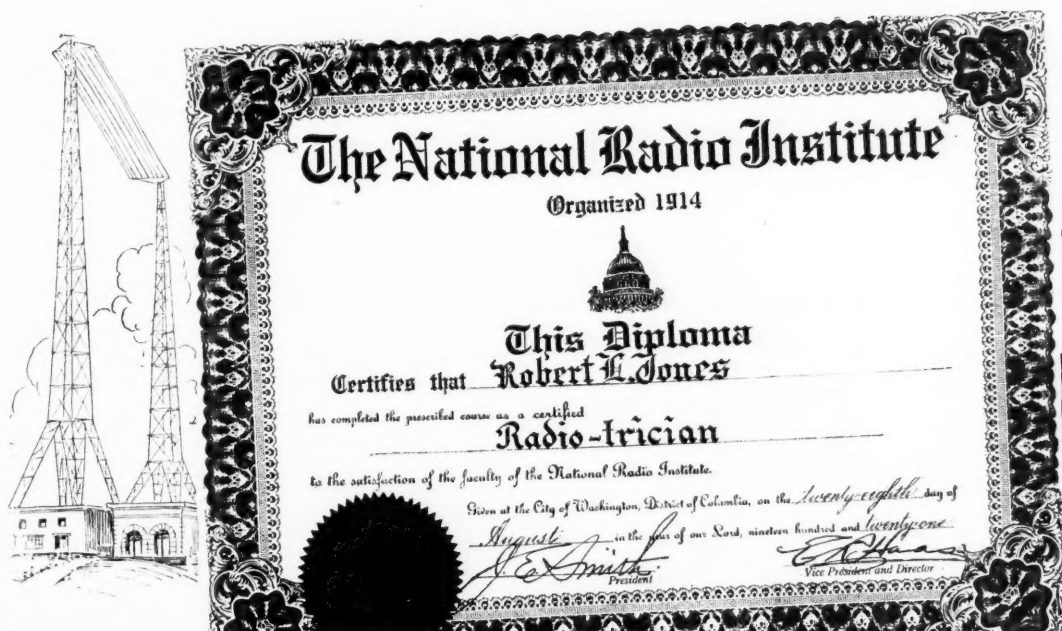 The National Radio Institute
Organized 1914
This Diploma
Certifies that Robert E. Jones
has completed the prescribed course as a certified
Radio-trician
to the satisfaction of the faculty of the National Radio Institute.
Given at the City of Washington, District of Columbia, on the twenty-eighth day of
August in the year of our Lord, nineteen hundred and twenty-one
J. E. Smith
President
E. R. Haas
Vice President and Director